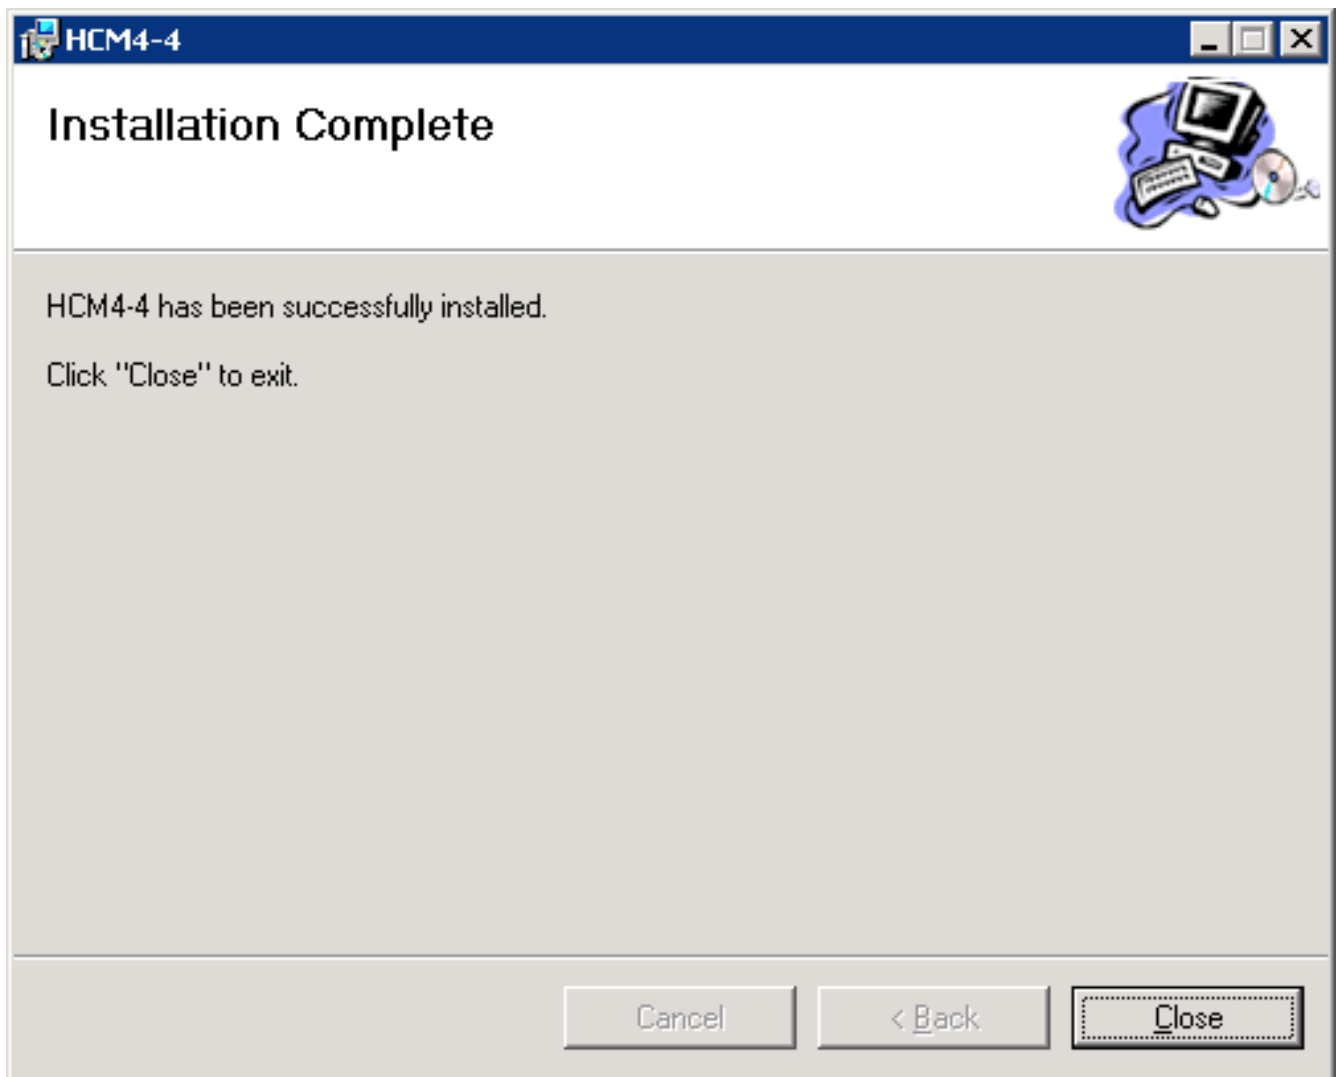 HCM4-4
Installation Complete
HCM4-4 has been successfully installed.
Click "Close" to exit.
Cancel
< Back
Close